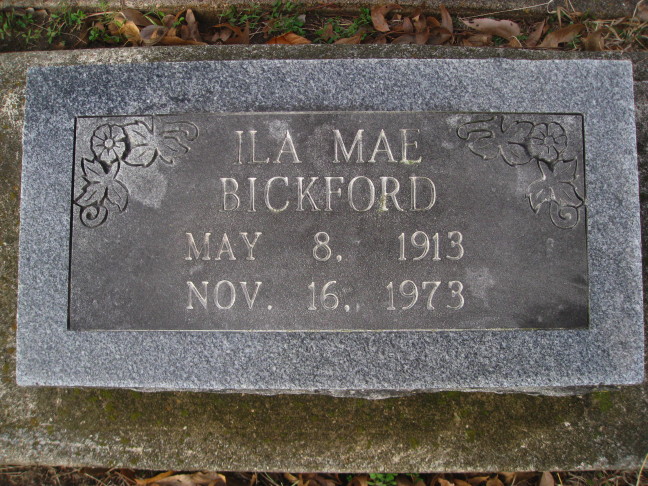 ILA MAE
BICKFORD
MAY 8, 1913
NOV. 16, 1973